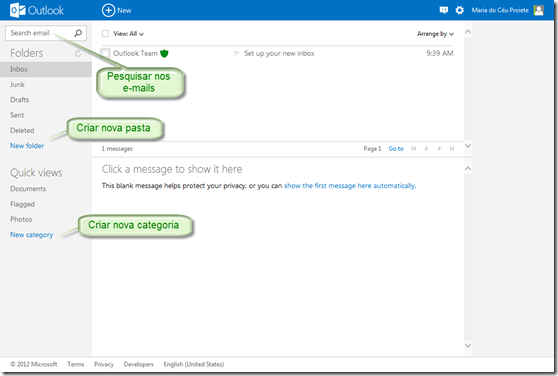 Outlook
New
Maria do Céu Proiete
Search email
View: All
Arrange by
Folders
Outlook Team
Set up your new inbox
9:39 AM
Inbox
Junk
Drafts
Sent
Deleted
New folder
Pesquisar nos
e-mails
Criar nova pasta
1 messages
Page 1 Go to
Quick views
Documents
Flagged
Photos
New category
Click a message to show it here
This blank message helps protect your privacy, or you can show the first message here automatically.
Criar nova categoria
© 2012 Microsoft Terms Privacy Developers English (United States)